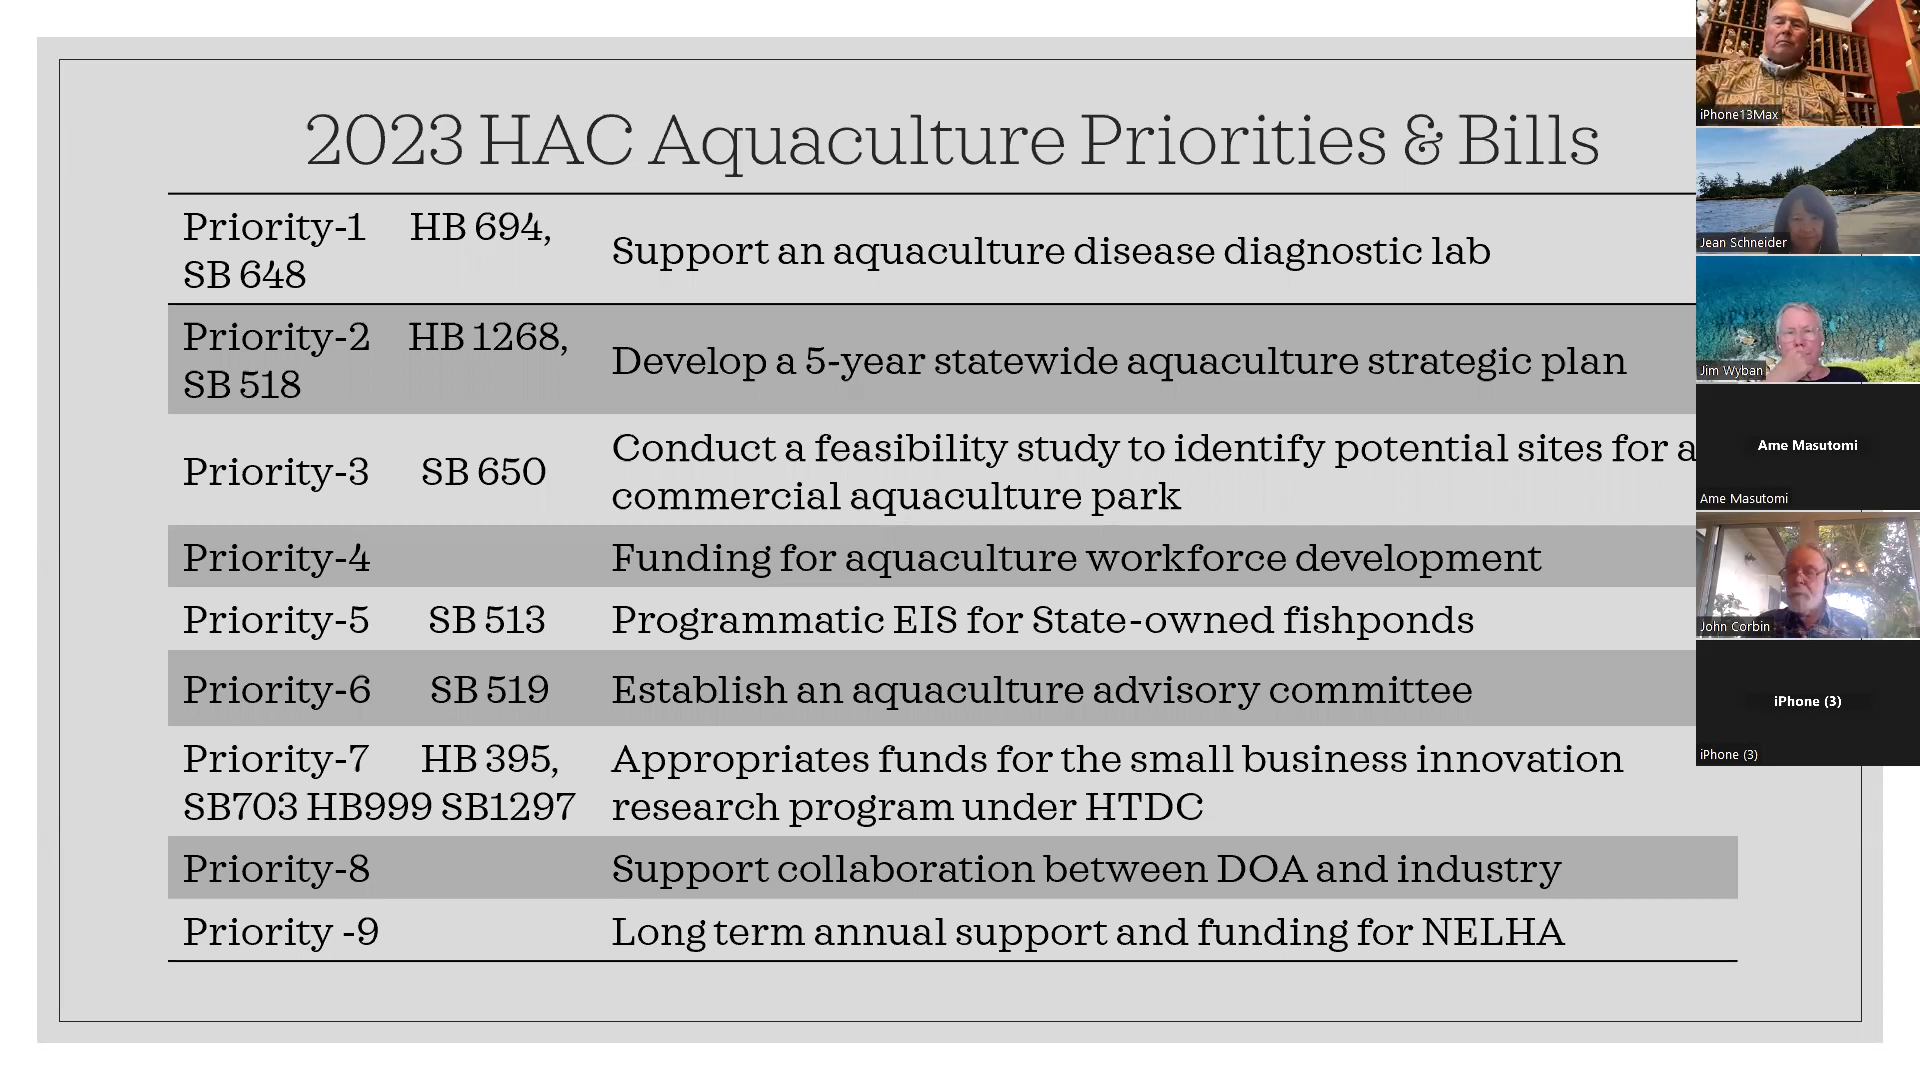 2023 HAC Aquaculture Priorities & Bills
Priority-1 HB 694,
SB 648
Support an aquaculture disease diagnostic lab
Priority-2 HB 1268,
SB 518
Develop a 5-year statewide aquaculture strategic plan
Priority-3 SB 650
Conduct a feasibility study to identify potential sites for a
commercial aquaculture park
Priority-4
Funding for aquaculture workforce development
Priority-5 SB 513
Programmatic EIS for State-owned fishponds
Priority-6 SB 519
Establish an aquaculture advisory committee
Priority-7 HB 395,
SB703 HB999 SB1297
Appropriates funds for the small business innovation
research program under HTDC
Priority-8
Support collaboration between DOA and industry
Priority -9
Long term annual support and funding for NELHA
iPhone13Max
Jean Schneider
Jim Wyban
Ame Masutomi
Ame Masutomi
John Corbin
iPhone (3)
iPhone (3)